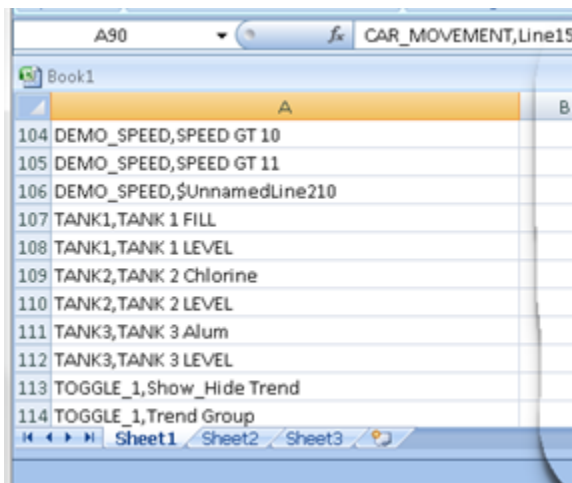 A90 fx CAR_MOVEMENT,Line15
Book1
A B
104 DEMO_SPEED,SPEED GT 10
105 DEMO_SPEED,SPEED GT 11
106 DEMO_SPEED,$UnnamedLine210
107 TANK1,TANK 1 FILL
108 TANK1,TANK 1 LEVEL
109 TANK2,TANK 2 Chlorine
110 TANK2,TANK 2 LEVEL
111 TANK3,TANK 3 Alum
112 TANK3,TANK 3 LEVEL
113 TOGGLE_1,Show_Hide Trend
114 TOGGLE_1,Trend Group
Sheet1 Sheet2 Sheet3